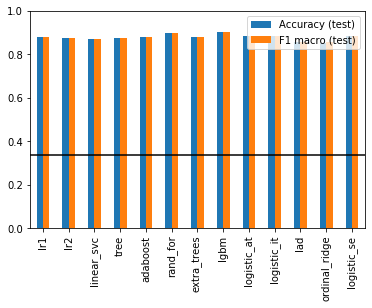 1.0
0.8
0.6
0.4
0.2
0.0
Accuracy (test)
F1 macro (test)
lr1
lr2
linear_svc
tree
adaboost
rand_for
extra_trees
lgbm
logistic_at
logistic_it
lad
ordinal_ridge
logistic_se